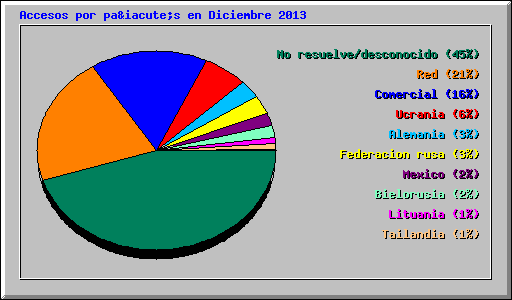 Accesos por pa&iacute;s en Diciembre 2013
No resuelve/desconocido (45%)
Red (21%)
Comercial (16%)
Ucrania (6%)
Alemania (3%)
Federacion rusa (3%)
Mexico (2%)
Bielorusia (2%)
Lituania (1%)
Tailandia (1%)